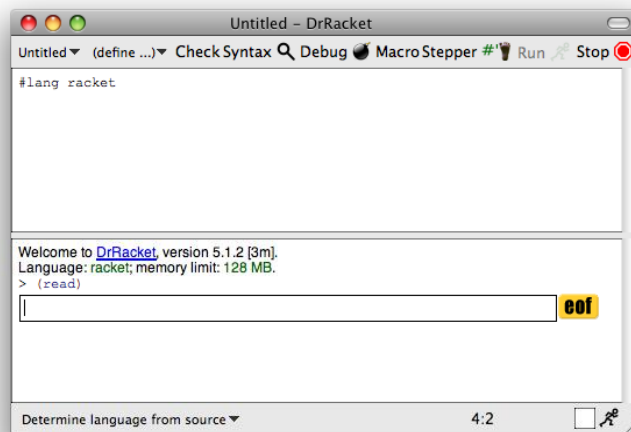 Untitled - DrRacket
Untitled (define ...) Check Syntax Debug Macro Stepper #' Run Stop
#lang racket
Welcome to DrRacket, version 5.1.2 [3m].
Language: racket; memory limit: 128 MB.
> (read)
eof
Determine language from source 4:2